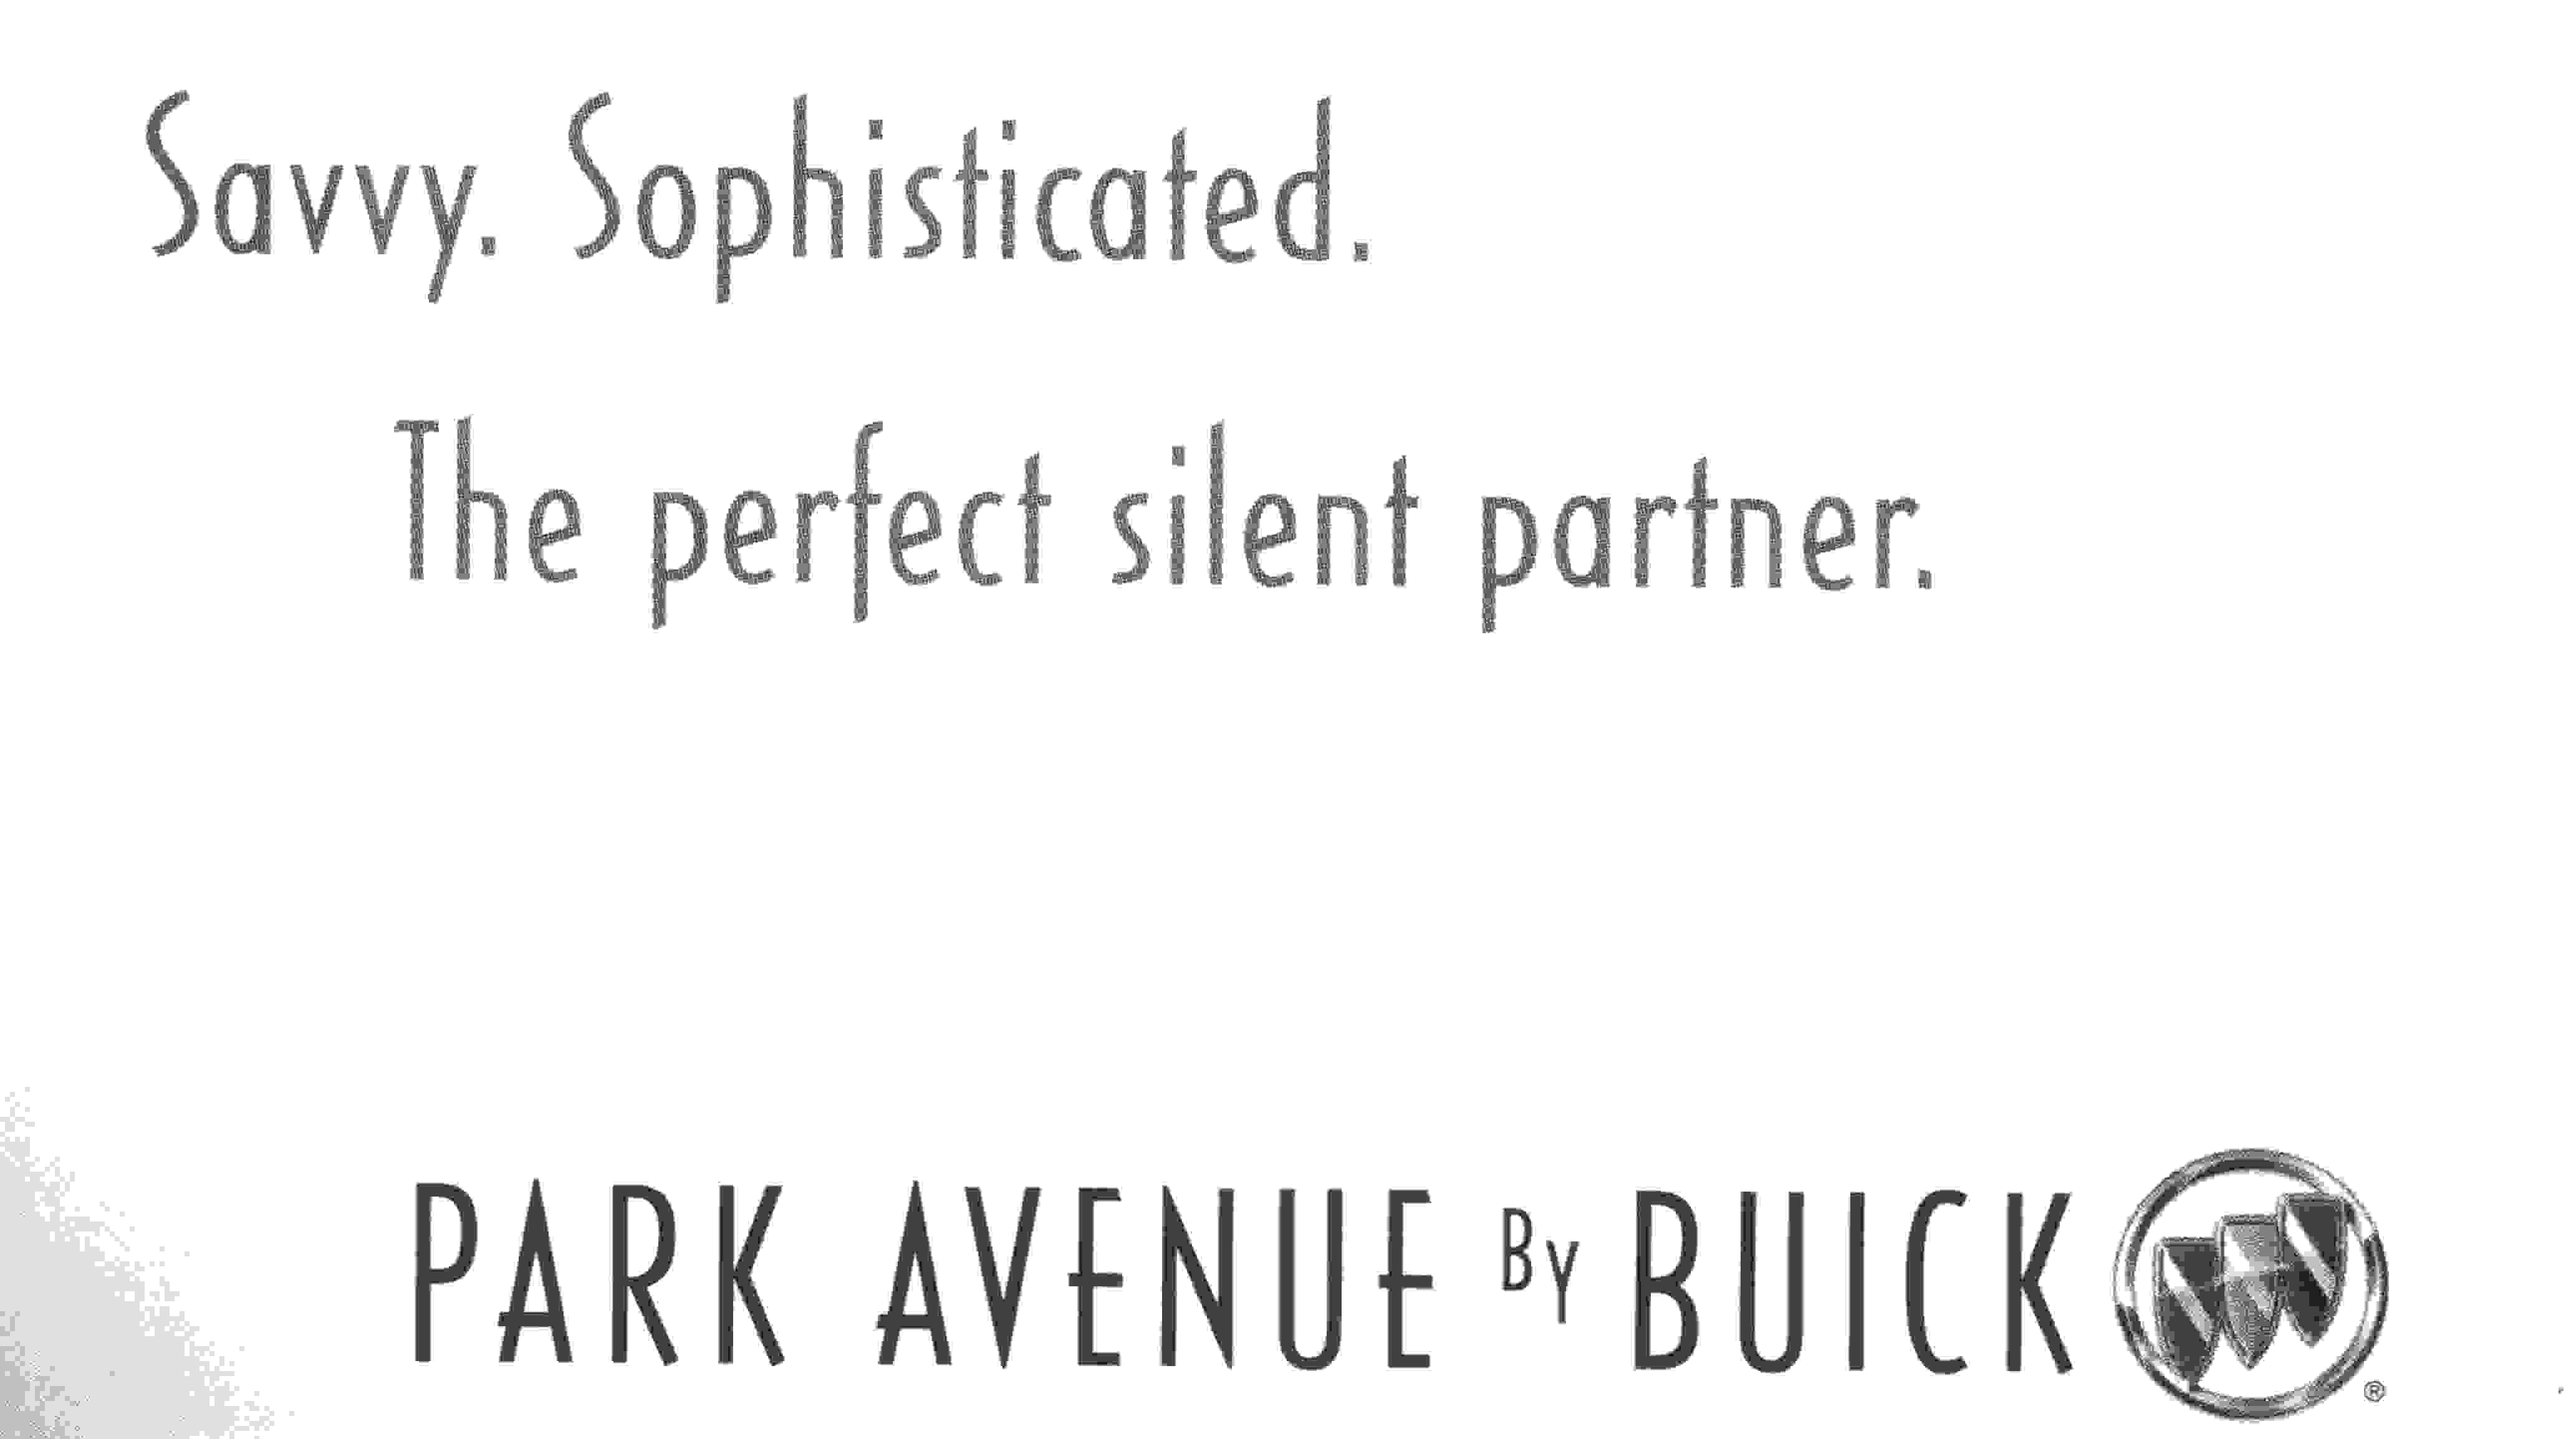 Savvy. Sophisticated.
The perfect silent partner.
PARK AVENUE BY BUICK ®